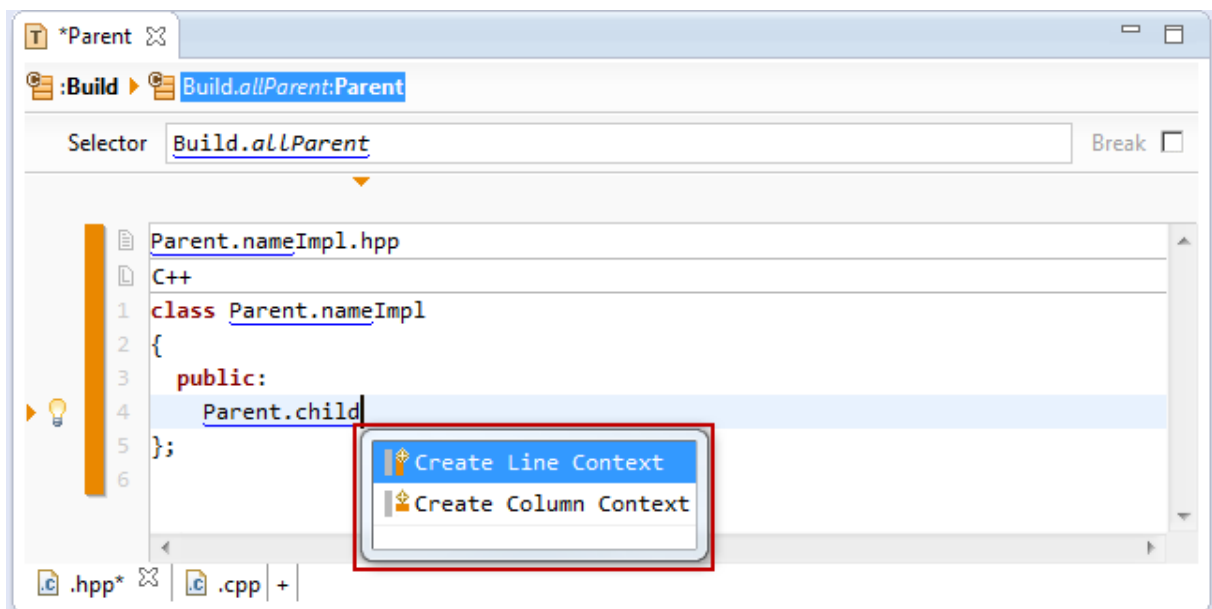 *Parent
:Build Build.allParent:Parent
Selector Build.allParent Break
Parent.nameImpl.hpp
C++
1 class Parent.nameImpl
2 {
3 public:
4 Parent.child
5 };
6
Create Line Context
Create Column Context
.hpp* .cpp +